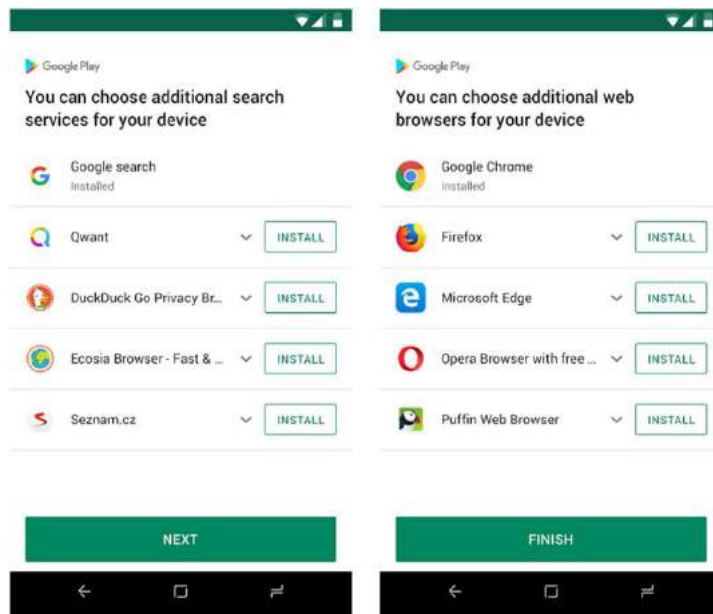 Google Play
You can choose additional search
services for your device
Google search
Installed
Qwant
INSTALL
DuckDuck Go Privacy Br...
INSTALL
Ecosia Browser - Fast & ...
INSTALL
Seznam.cz
INSTALL
NEXT
Google Play
You can choose additional web
browsers for your device
Google Chrome
Installed
Firefox
INSTALL
Microsoft Edge
INSTALL
Opera Browser with free ...
INSTALL
Puffin Web Browser
INSTALL
FINISH